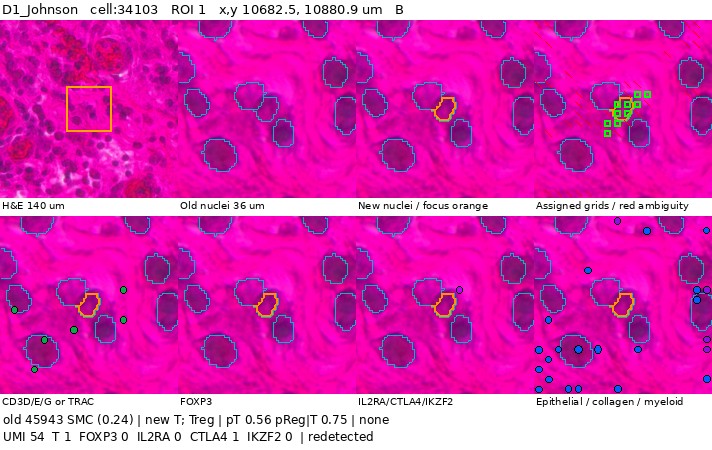 D1_Johnson cell:34103 ROI 1 x,y 10682.5, 10880.9 um B
H&E 140 um
Old nuclei 36 um
New nuclei / focus orange
Assigned grids / red ambiguity
CD3D/E/G or TRAC
FOXP3
IL2RA/CTLA4/IKZF2
Epithelial / collagen / myeloid
old 45943 SMC (0.24) | new T; Treg | pT 0.56 pReg|T 0.75 | none
UMI 54 T 1 FOXP3 0 IL2RA 0 CTLA4 1 IKZF2 0 | redetected